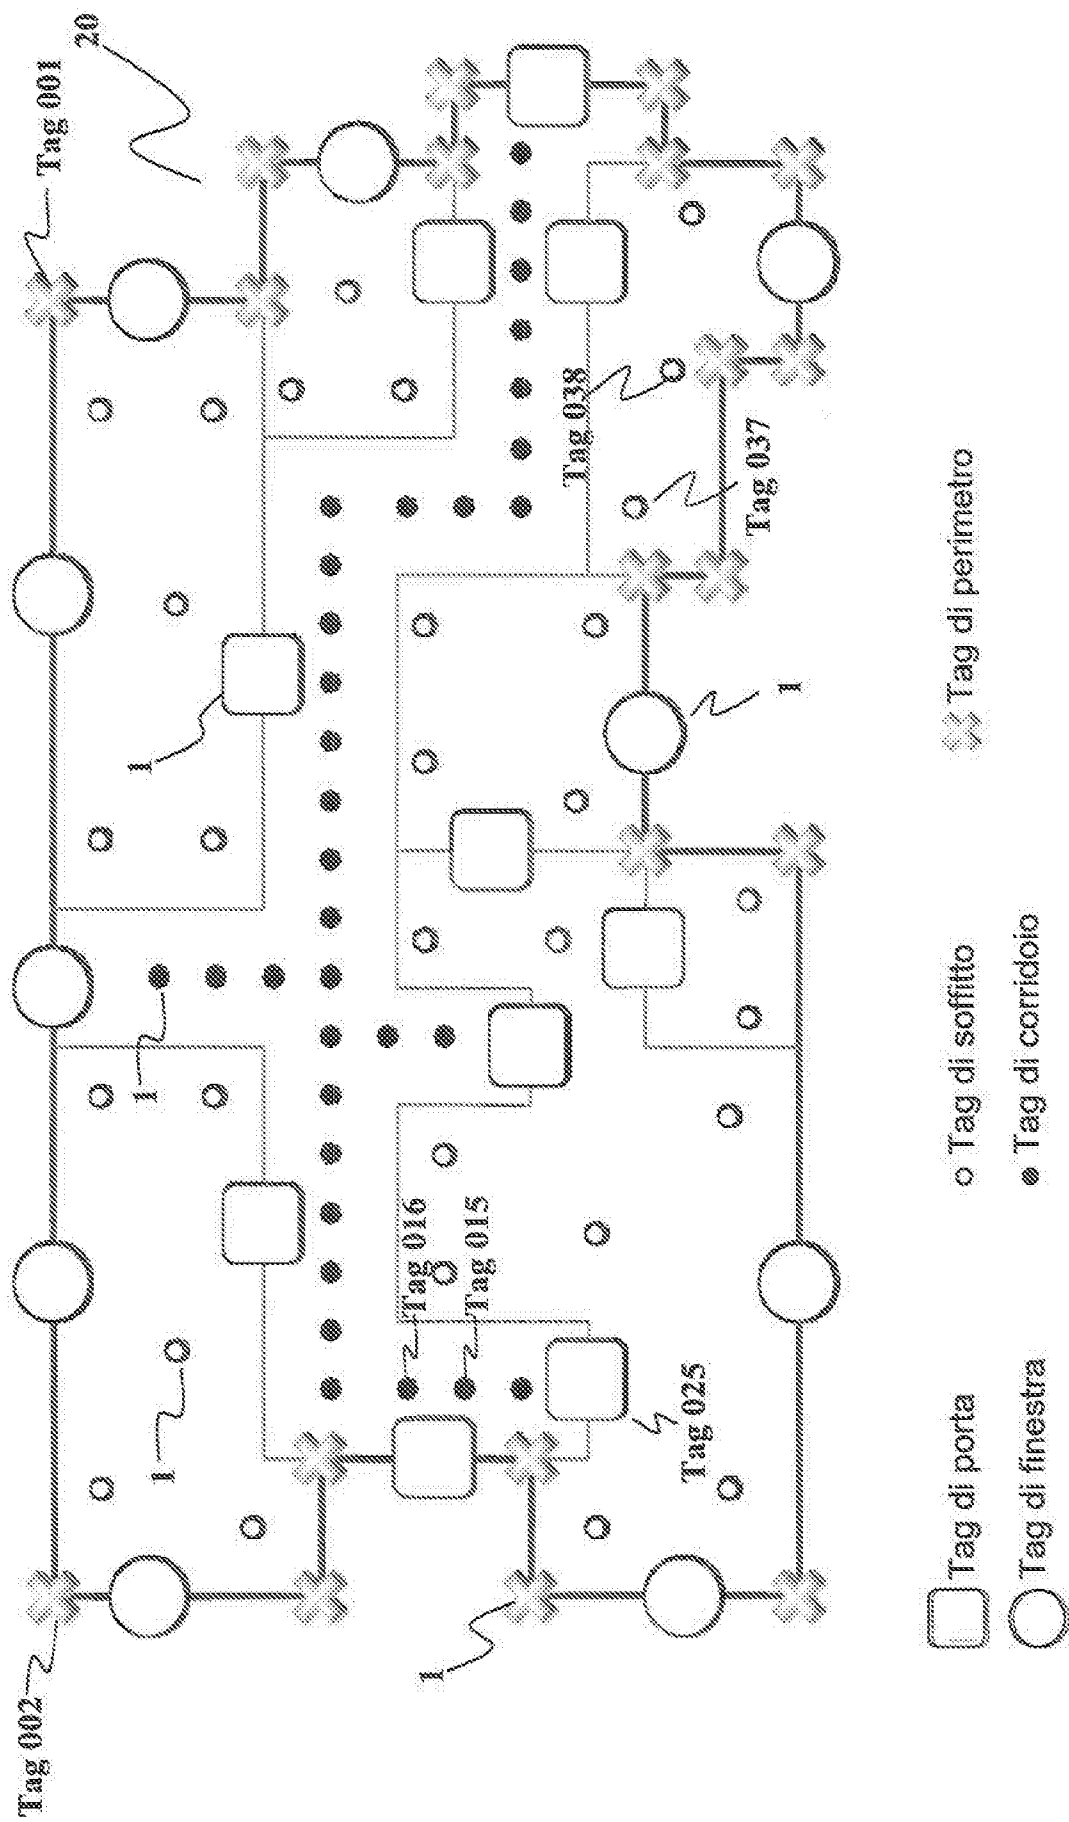 20
Tag 001
Tag 002
1
1
1
1
1
1
Tag 038
Tag 037
Tag 016
Tag 015
Tag 025
Tag di porta
Tag di soffitto
Tag di perimetro
Tag di finestra
Tag di corridoio